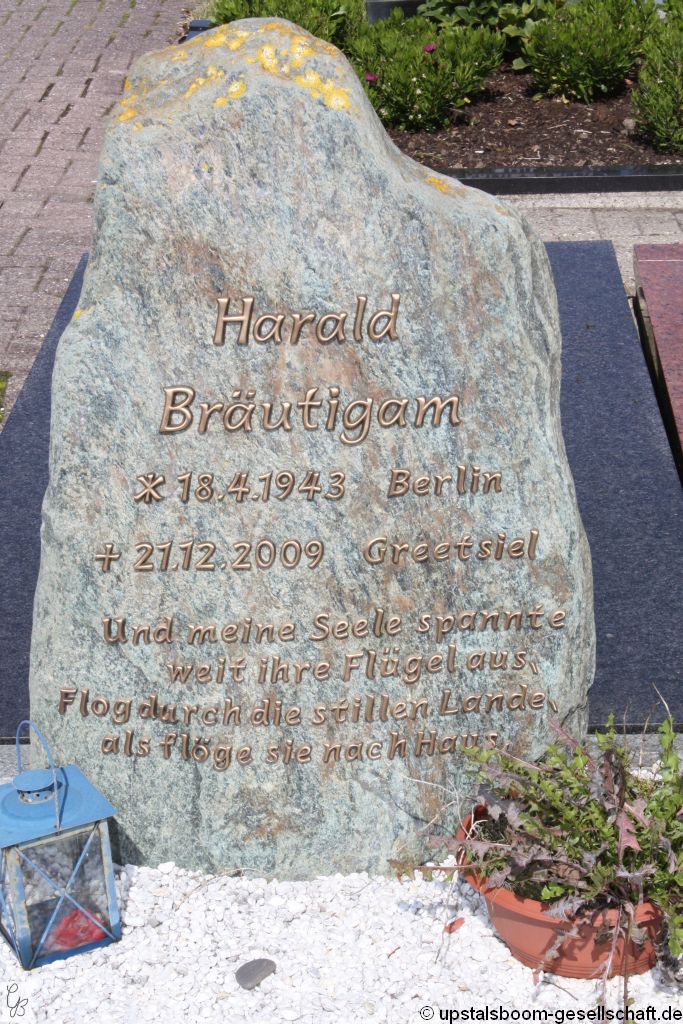 Harald
Bräutigam
* 18.4.1943 Berlin
+ 21.12.2009 Greetsiel
Und meine Seele spannte
weit ihre Flügel aus,
Flog durch die stillen Lande,
als flöge sie nach Haus.
GB
© upstalsboom-gesellschaft.de